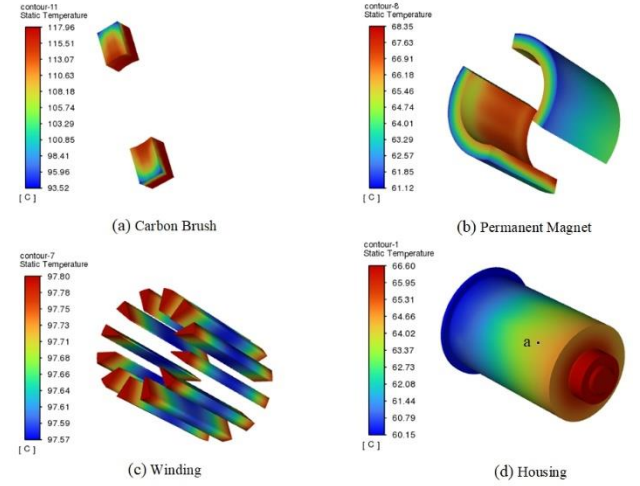 contour-11
Static Temperature
117.96
115.51
113.07
110.63
108.18
105.74
103.29
100.85
98.41
95.96
93.52
[ C ]
(a) Carbon Brush
contour-8
Static Temperature
68.35
67.63
66.91
66.18
65.46
64.74
64.01
63.29
62.57
61.85
61.12
[ C ]
(b) Permanent Magnet
contour-7
Static Temperature
97.80
97.78
97.75
97.73
97.71
97.68
97.66
97.64
97.61
97.59
97.57
[ C ]
(c) Winding
contour-1
Static Temperature
66.60
65.95
65.31
64.66
64.02
63.37
62.73
62.08
61.44
60.79
60.15
[ C ]
a
(d) Housing